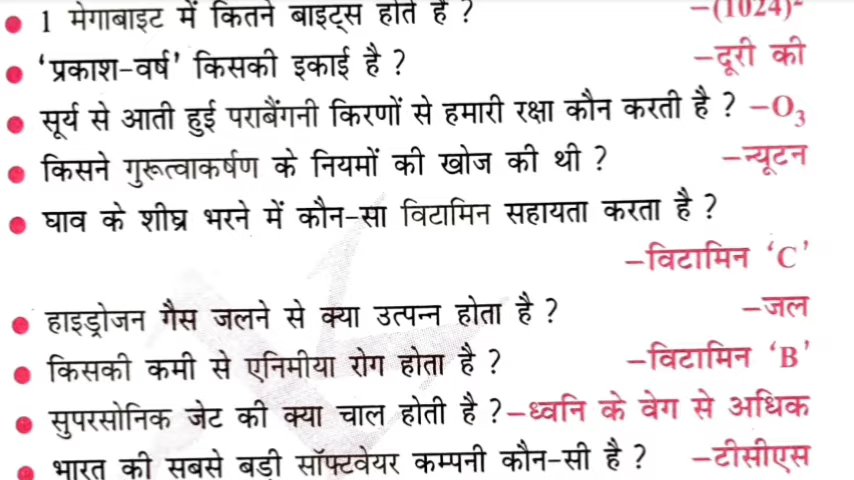 1 मेगाबाइट में कितने बाइट्स होते हैं ? –(1024)²
'प्रकाश-वर्ष' किसकी इकाई है ? –दूरी की
सूर्य से आती हुई पराबैंगनी किरणों से हमारी रक्षा कौन करती है ? –O₃
किसने गुरूत्वाकर्षण के नियमों की खोज की थी ? –न्यूटन
घाव के शीघ्र भरने में कौन-सा विटामिन सहायता करता है ?
–विटामिन 'C'
हाइड्रोजन गैस जलने से क्या उत्पन्न होता है ? –जल
किसकी कमी से एनिमीया रोग होता है ? –विटामिन 'B'
सुपरसोनिक जेट की क्या चाल होती है ?–ध्वनि के वेग से अधिक
भारत की सबसे बड़ी सॉफ्टवेयर कम्पनी कौन-सी है ? –टीसीएस